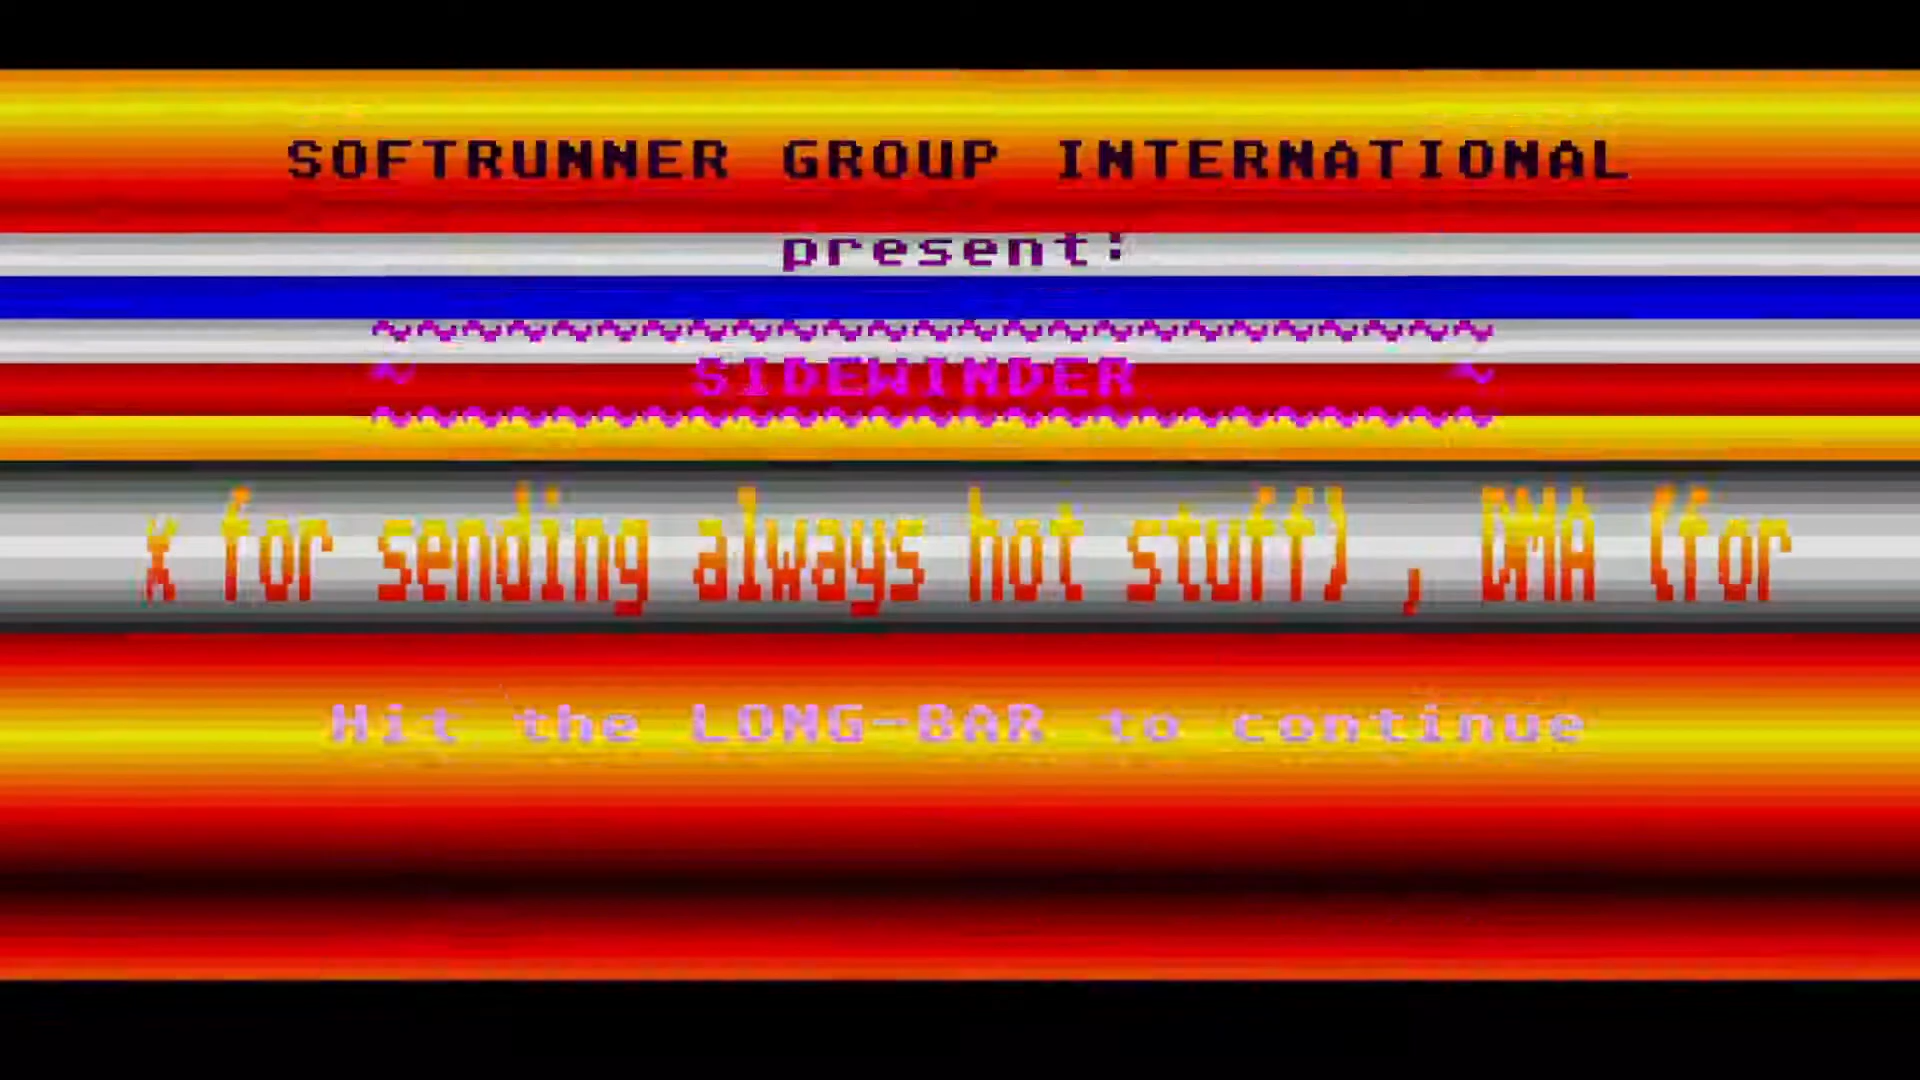 SOFTRUNNER GROUP INTERNATIONAL
present:
~~~~~~~~~~~~~~~~~~~~~~~~~
~ SIDEWINDER ~
~~~~~~~~~~~~~~~~~~~~~~~~~
x for sending always hot stuff) , DMA (for
Hit the LONG-BAR to continue